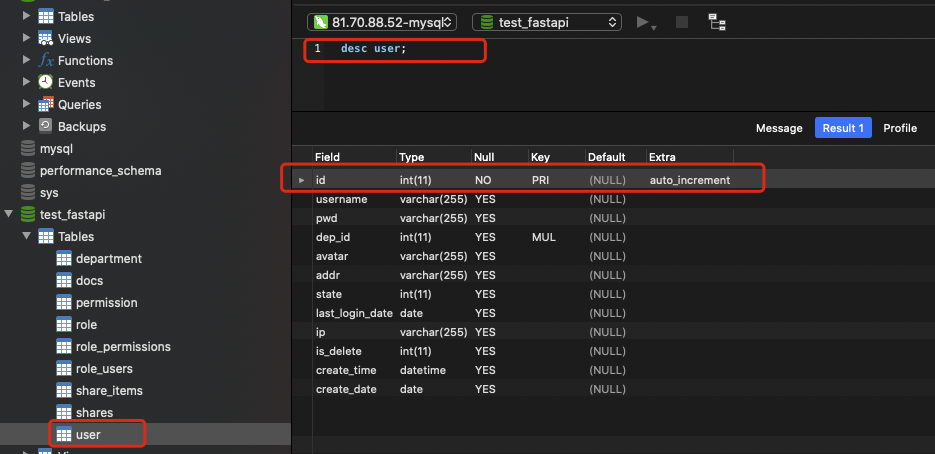 Tables
Views
Functions
Events
Queries
Backups
mysql
performance_schema
sys
test_fastapi
Tables
department
docs
permission
role
role_permissions
role_users
share_items
shares
user
81.70.88.52-mysql
test_fastapi
1 desc user;
Message Result 1 Profile
Field Type Null Key Default Extra
id int(11) NO PRI (NULL) auto_increment
username varchar(255) YES (NULL)
pwd varchar(255) YES (NULL)
dep_id int(11) YES MUL (NULL)
avatar varchar(255) YES (NULL)
addr varchar(255) YES (NULL)
state int(11) YES (NULL)
last_login_date date YES (NULL)
ip varchar(255) YES (NULL)
is_delete int(11) YES (NULL)
create_time datetime YES (NULL)
create_date date YES (NULL)